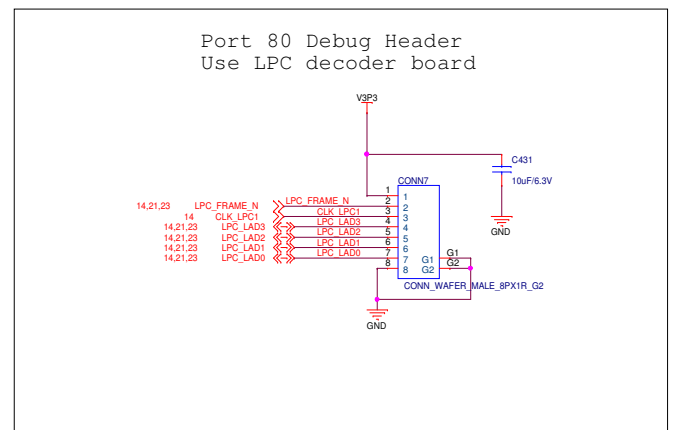 Port 80 Debug Header
Use LPC decoder board
V3P3
C431
10uF/6.3V
GND
CONN7
1 1
14,21,23 LPC_FRAME_N LPC_FRAME_N 2 2
14 CLK_LPC1 CLK_LPC1 3 3
14,21,23 LPC_LAD3 LPC_LAD3 4 4
14,21,23 LPC_LAD2 LPC_LAD2 5 5
14,21,23 LPC_LAD1 LPC_LAD1 6 6
14,21,23 LPC_LAD0 LPC_LAD0 7 7 G1 G1
8 8 G2 G2
CONN_WAFER_MALE_8PX1R_G2
GND